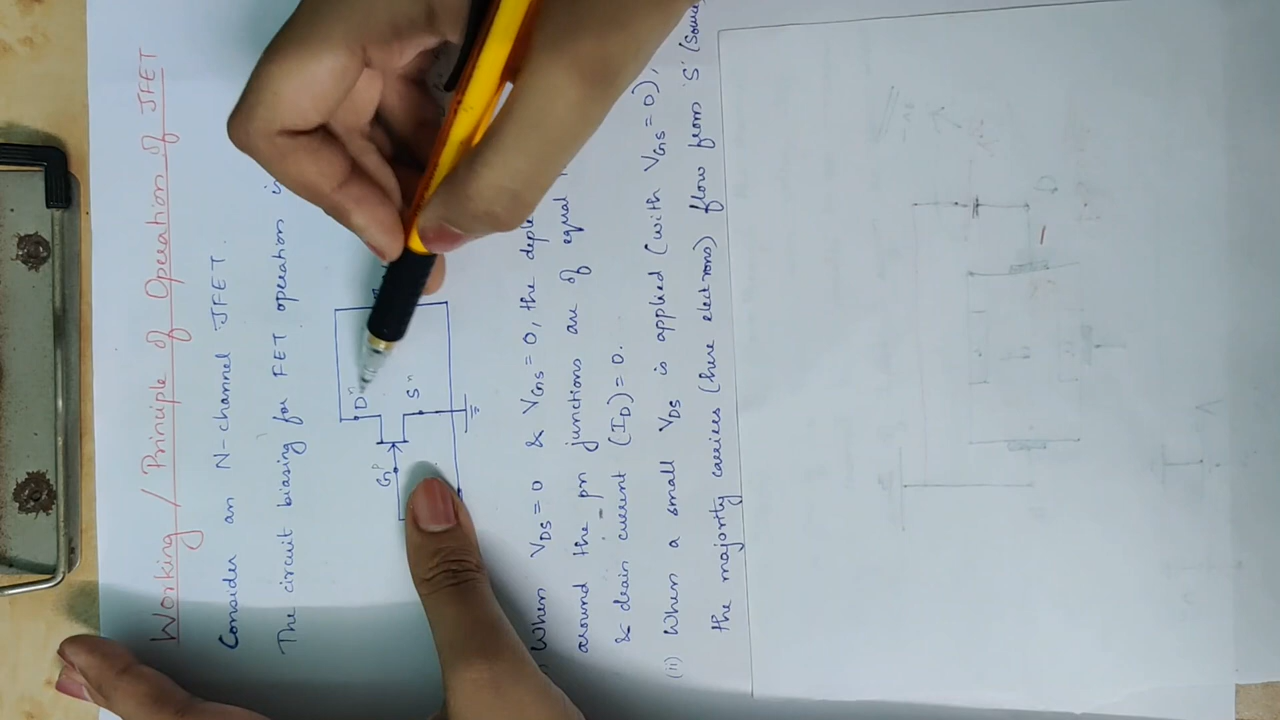 Working / Principle of Operation of JFET
Consider an N-channel JFET.
The circuit biasing for FET operation is
G P
D n
S n
When VDS = 0 & VGS = 0, the deple
around the pn junctions are of equal
& drain current (ID) = 0.
(ii) When a small VDS is applied (with VGS = 0),
the majority carriers (here electrons) flow from 'S' (Source